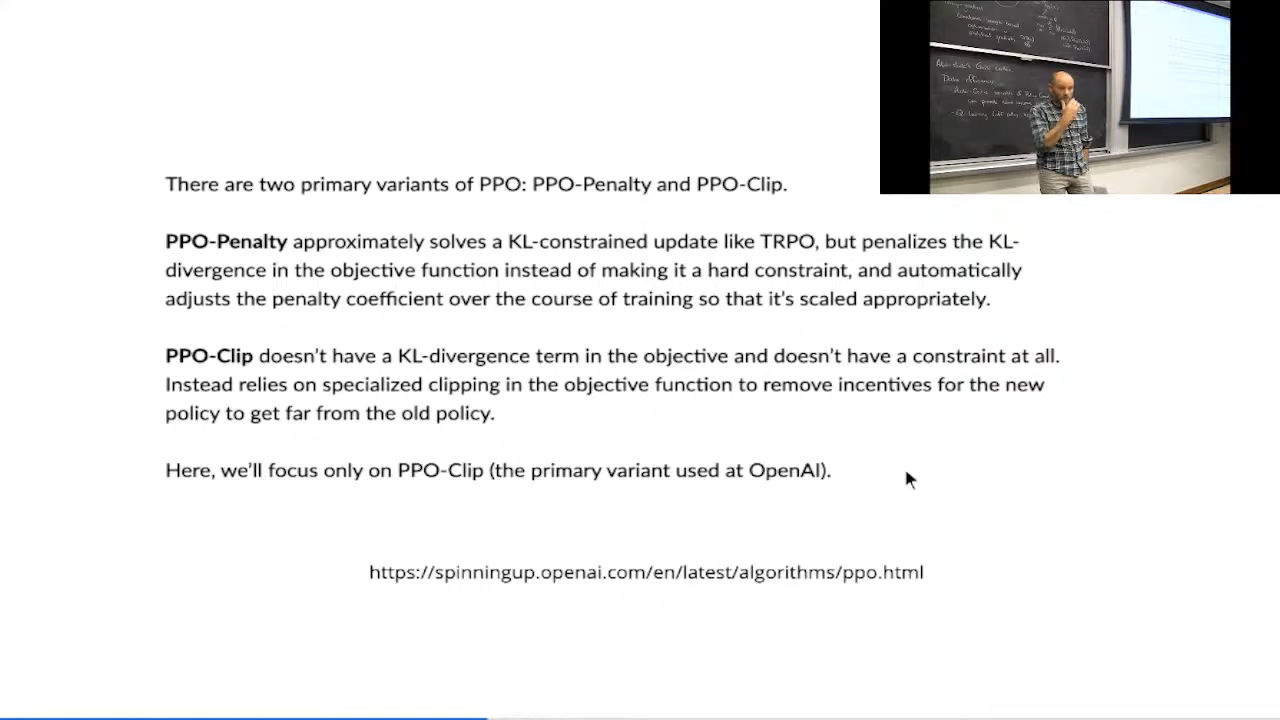 There are two primary variants of PPO: PPO-Penalty and PPO-Clip.
PPO-Penalty approximately solves a KL-constrained update like TRPO, but penalizes the KL-
divergence in the objective function instead of making it a hard constraint, and automatically
adjusts the penalty coefficient over the course of training so that it's scaled appropriately.
PPO-Clip doesn't have a KL-divergence term in the objective and doesn't have a constraint at all.
Instead relies on specialized clipping in the objective function to remove incentives for the new
policy to get far from the old policy.
Here, we'll focus only on PPO-Clip (the primary variant used at OpenAI).
https://spinningup.openai.com/en/latest/algorithms/ppo.html